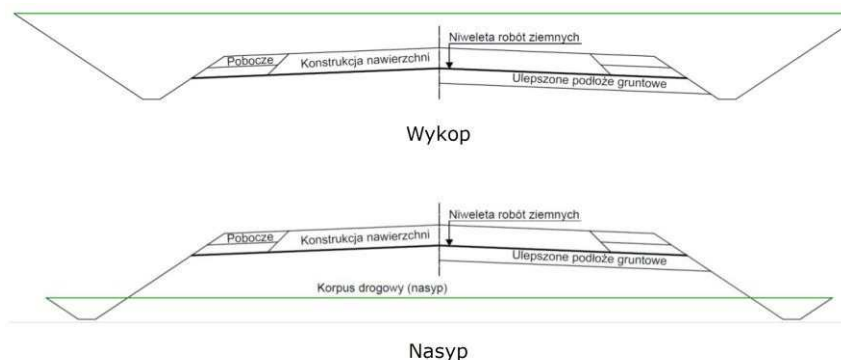 Niweleta robót ziemnych
Pobocze
Konstrukcja nawierzchni
Ulepszone podłoże gruntowe
Wykop
Niweleta robót ziemnych
Pobocze
Konstrukcja nawierzchni
Ulepszone podłoże gruntowe
Korpus drogowy (nasyp)
Nasyp